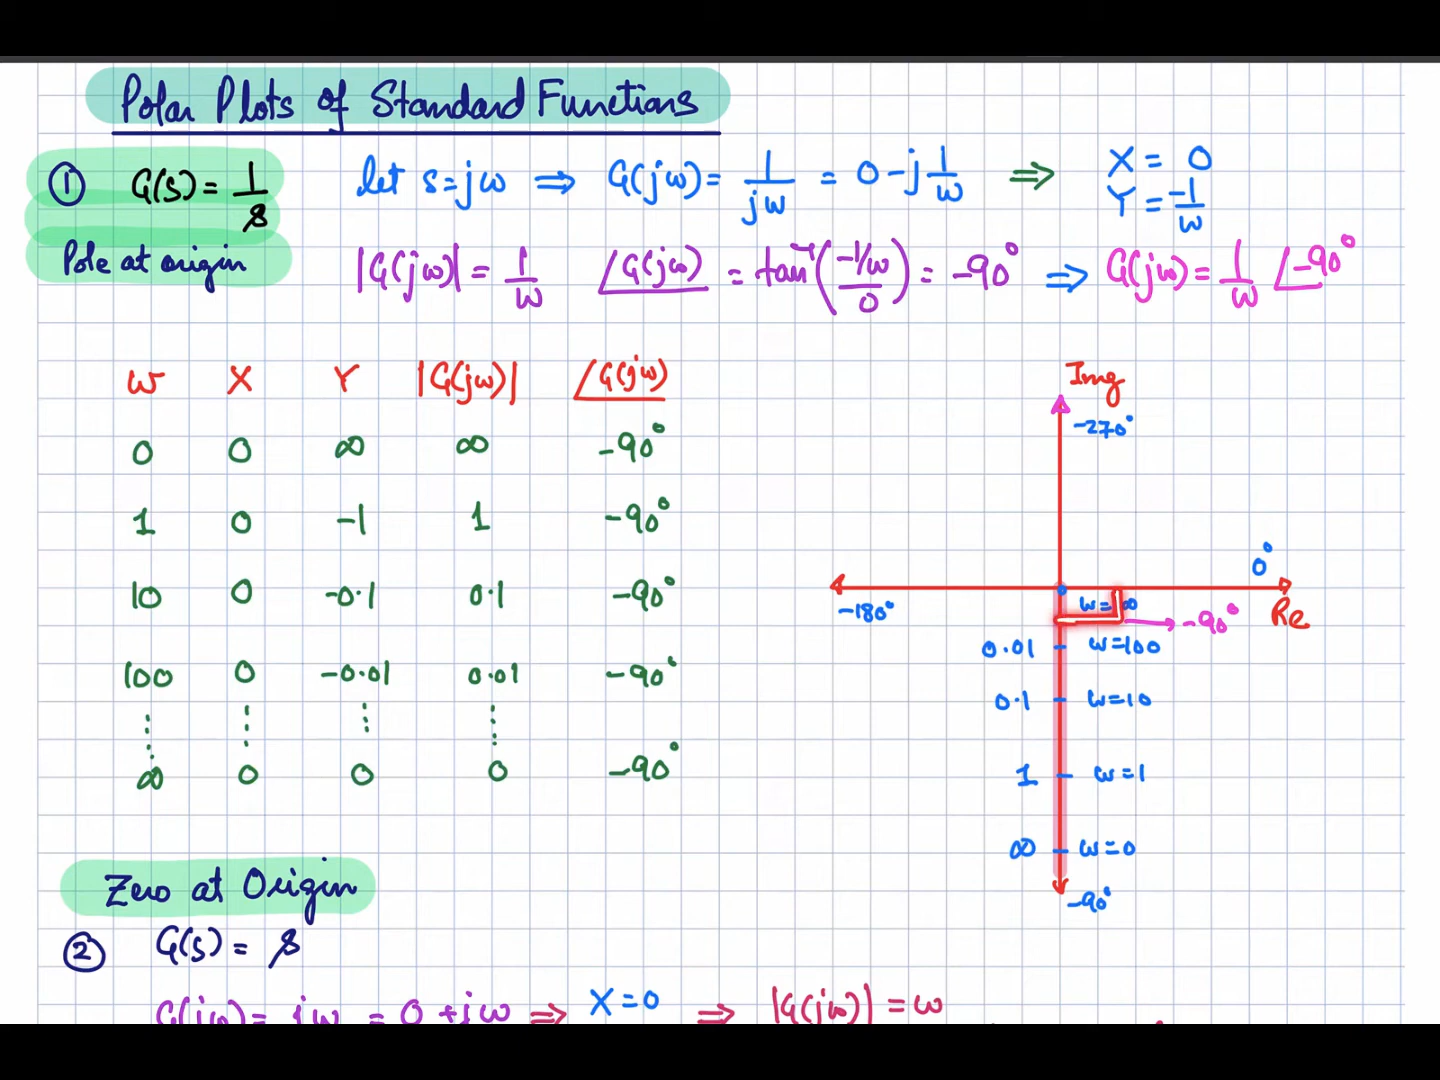 Polar Plots of Standard Functions
① G(s) = 1/s let s=jω ⇒ G(jω) = 1/jω = 0 - j 1/ω ⇒ X = 0
Y = -1/ω
Pole at origin |G(jω)| = 1/ω ∠G(jω) = tan⁻¹(-1/ω / 0) = -90° ⇒ G(jω) = 1/ω ∠-90°
ω X Y |G(jω)| ∠G(jω)
0 0 ∞ ∞ -90°
1 0 -1 1 -90°
10 0 -0.1 0.1 -90°
100 0 -0.01 0.01 -90°
∞ 0 0 0 -90°
Img
-270°
0°
-180° ω=∞ Re
-90°
0.01 ω=100
0.1 ω=10
1 ω=1
∞ ω=0
-90°
Zero at Origin
② G(s) = s
G(jω) = jω = 0 + jω ⇒ X = 0 ⇒ |G(jω)| = ω